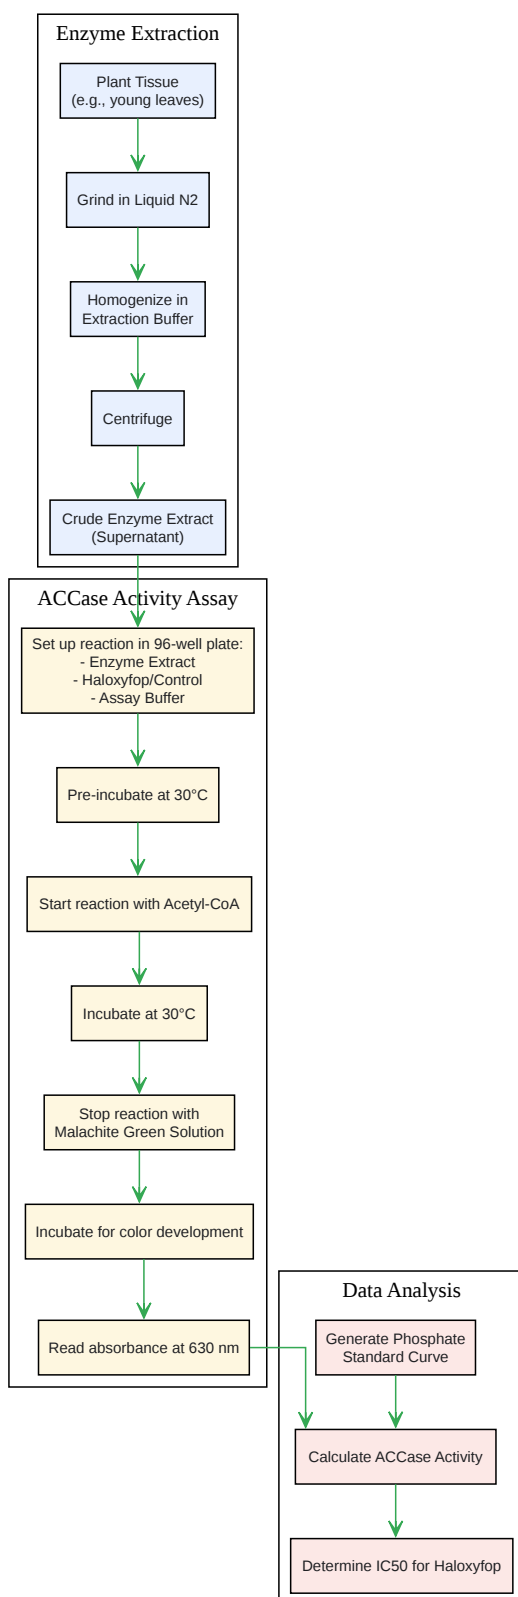 Enzyme Extraction
Plant Tissue
(e.g., young leaves)
Grind in Liquid N2
Homogenize in
Extraction Buffer
Centrifuge
Crude Enzyme Extract
(Supernatant)
ACCase Activity Assay
Set up reaction in 96-well plate:
- Enzyme Extract
- Haloxyfop/Control
- Assay Buffer
Pre-incubate at 30°C
Start reaction with Acetyl-CoA
Incubate at 30°C
Stop reaction with
Malachite Green Solution
Incubate for color development
Read absorbance at 630 nm
Data Analysis
Generate Phosphate
Standard Curve
Calculate ACCase Activity
Determine IC50 for Haloxyfop